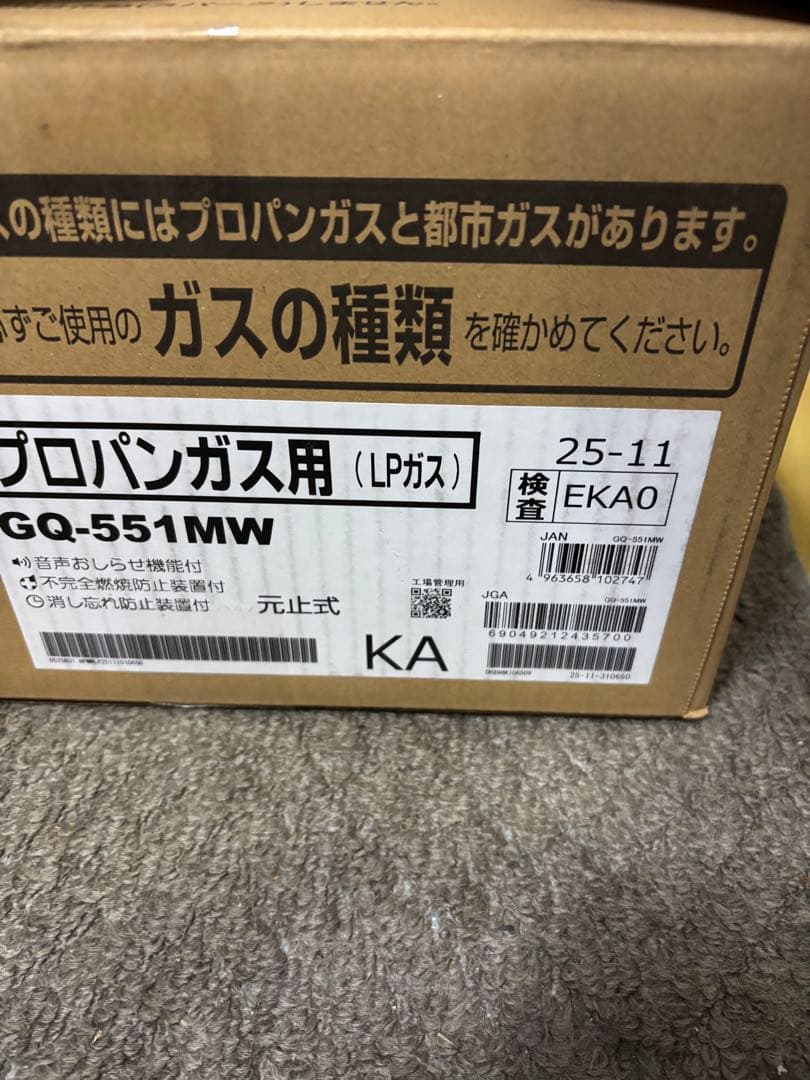 の種類にはプロパンガスと都市ガスがあります。
ずご使用の ガスの種類 を確かめてください。
プロパンガス用（LPガス）
25-11
検査 EKA0
GQ-551MW
音声おしらせ機能付
不完全燃焼防止装置付
消し忘れ防止装置付
元止式
工場管理用
KA
JAN GQ-551MW
4 963658 102747
JGA GQ-551MW
69049212435700
25-11-310650